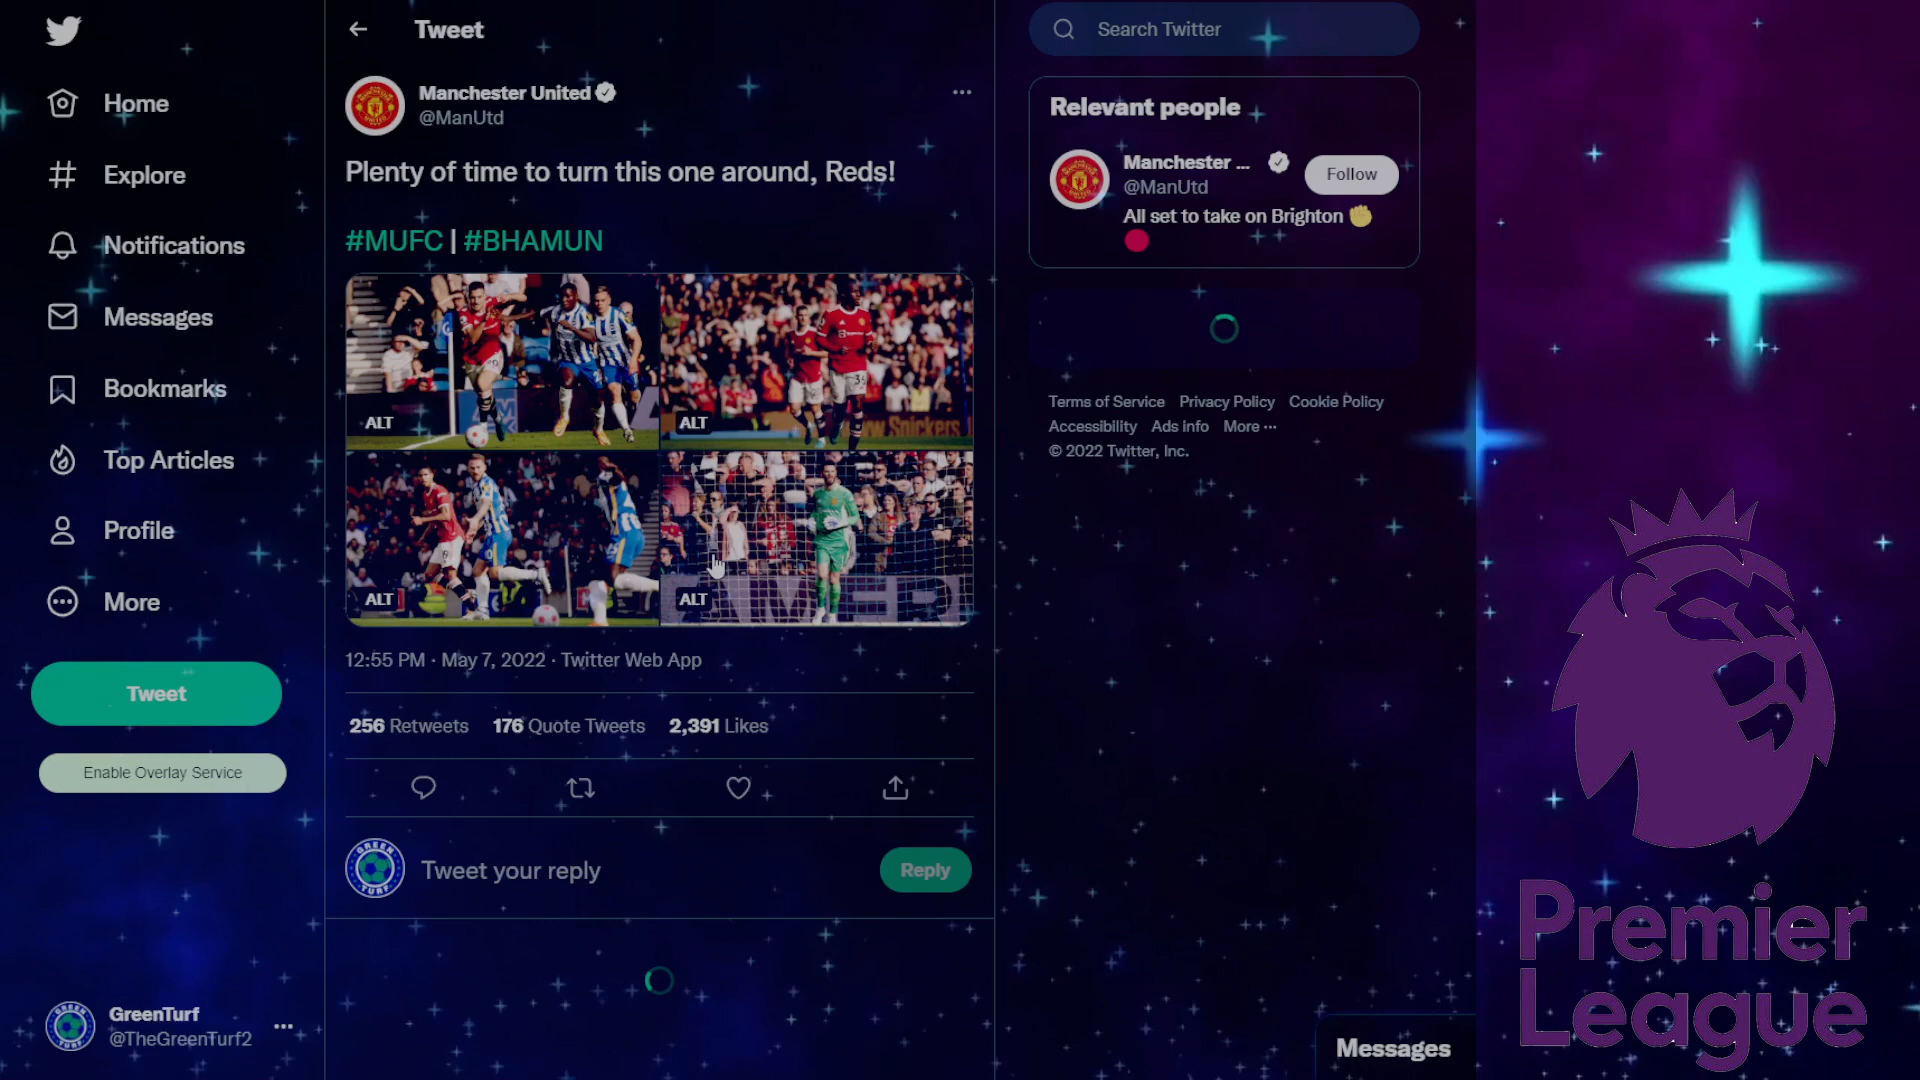 Home
Explore
Notifications
Messages
Bookmarks
Top Articles
Profile
More
Tweet
Enable Overlay Service
GreenTurf
@TheGreenTurf2
Tweet
Manchester United
@ManUtd
Plenty of time to turn this one around, Reds!
#MUFC | #BHAMUN
ALT
ALT
ALT
ALT
12:55 PM · May 7, 2022 · Twitter Web App
256 Retweets 176 Quote Tweets 2,391 Likes
GREEN
TURF
Tweet your reply
Reply
Search Twitter
Relevant people
Manchester ...
@ManUtd
Follow
All set to take on Brighton ✊
🔴
Terms of Service Privacy Policy Cookie Policy
Accessibility Ads info More ···
© 2022 Twitter, Inc.
Messages
Premier
League